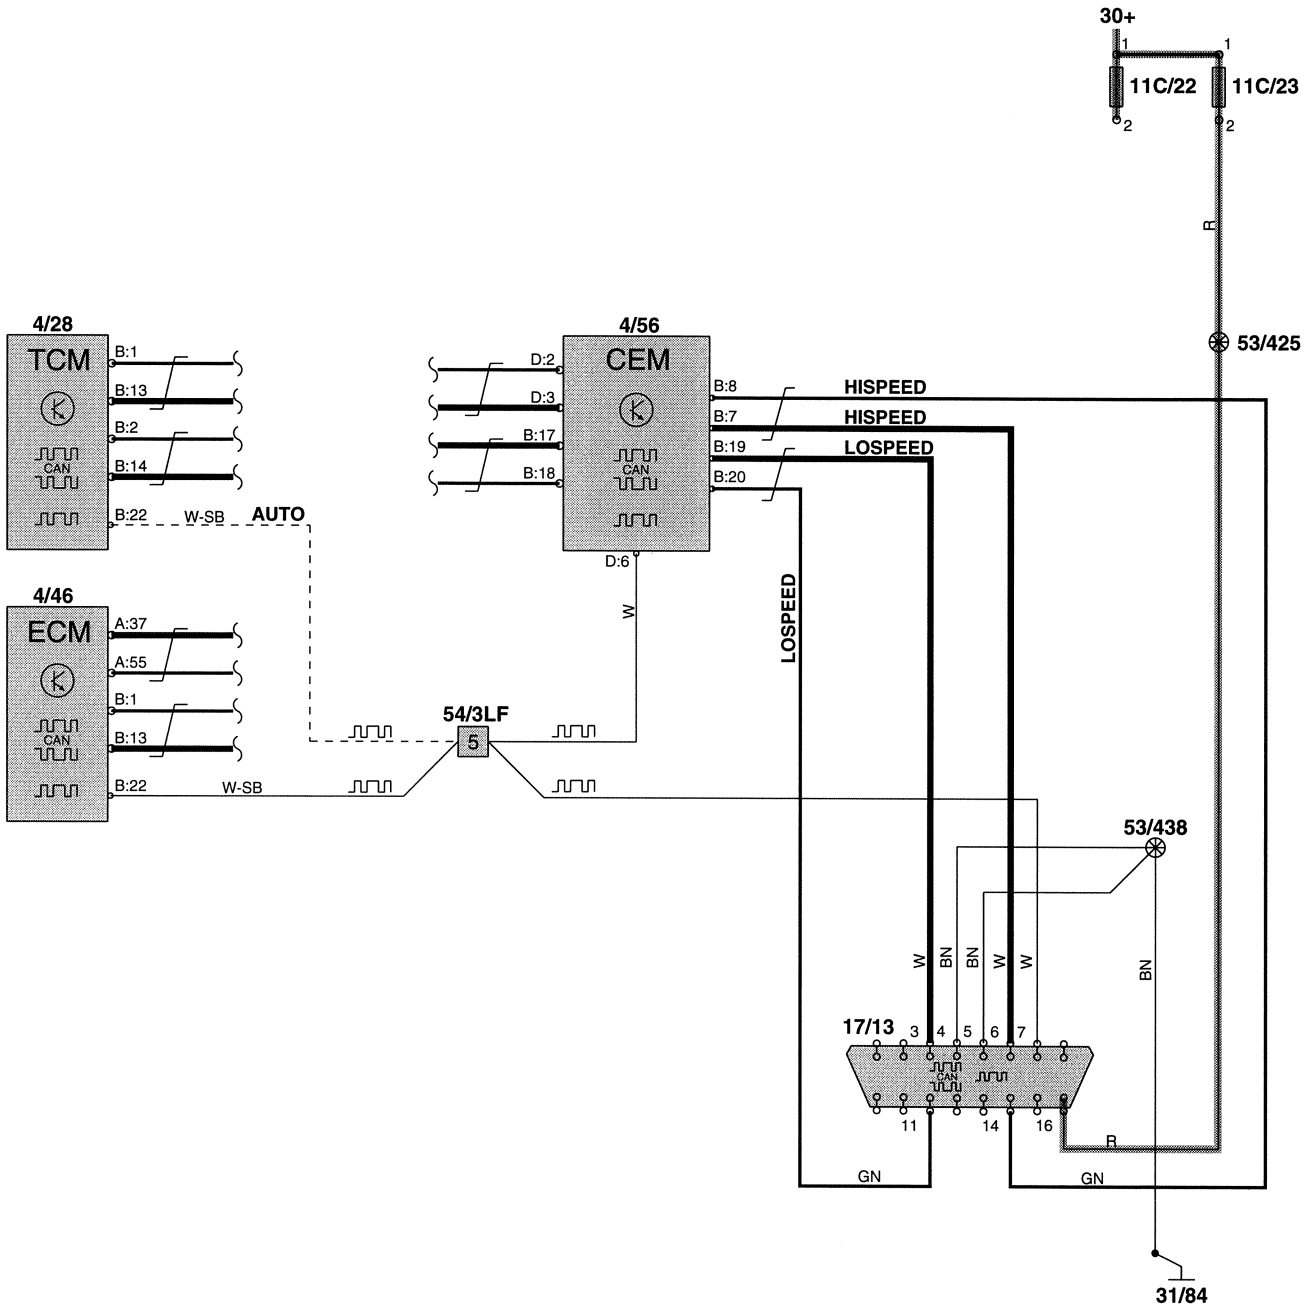 30+
1
1
11C/22
11C/23
2
2
R
53/425
4/28
TCM
B:1
B:13
B:2
CAN
B:14
B:22
W-SB
AUTO
4/56
CEM
D:2
D:3
B:17
B:18
CAN
B:8
HISPEED
B:7
HISPEED
B:19
LOSPEED
B:20
D:6
W
LOSPEED
4/46
ECM
A:37
A:55
B:1
CAN
B:13
B:22
W-SB
54/3LF
5
53/438
W
BN
BN
W
W
BN
17/13
3
4
5
6
7
CAN
11
14
16
R
GN
GN
31/84